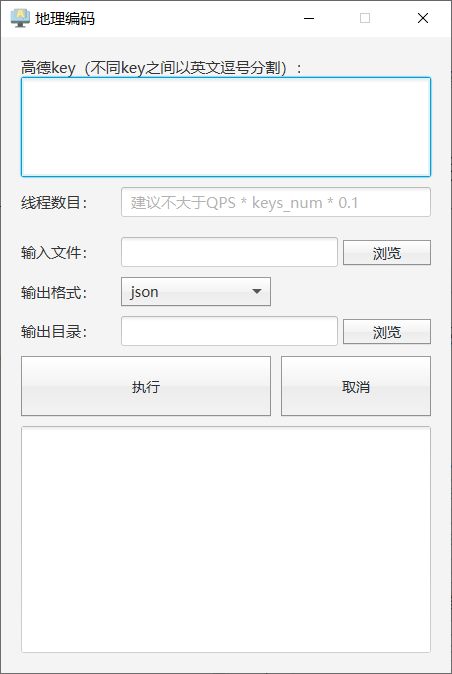 地理编码
高德key（不同key之间以英文逗号分割）：
线程数目：
建议不大于QPS * keys_num * 0.1
输入文件：
浏览
输出格式：
json
输出目录：
浏览
执行
取消